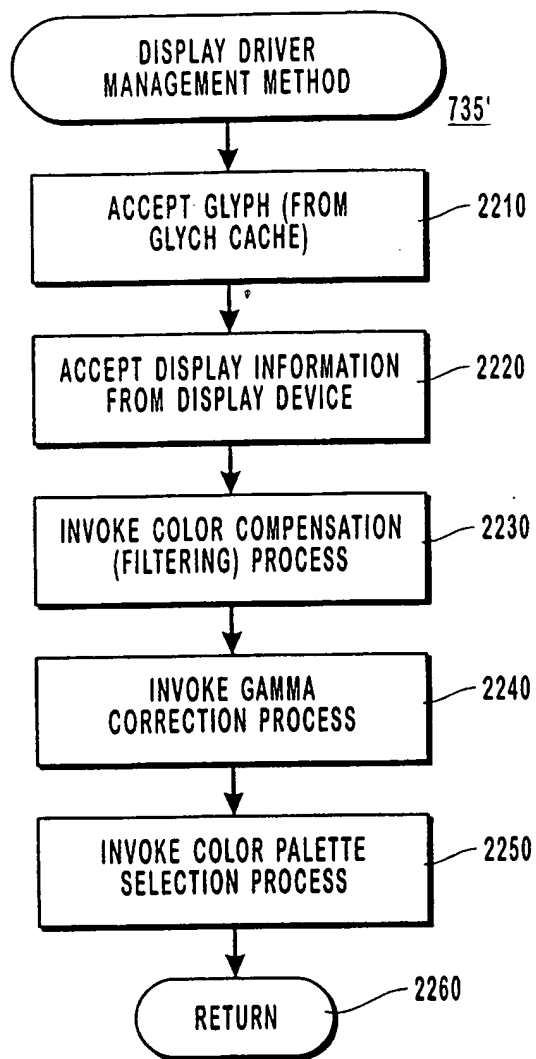 DISPLAY DRIVER
MANAGEMENT METHOD
735'
ACCEPT GLYPH (FROM
GLYCH CACHE)
2210
ACCEPT DISPLAY INFORMATION
FROM DISPLAY DEVICE
2220
INVOKE COLOR COMPENSATION
(FILTERING) PROCESS
2230
INVOKE GAMMA
CORRECTION PROCESS
2240
INVOKE COLOR PALETTE
SELECTION PROCESS
2250
RETURN
2260